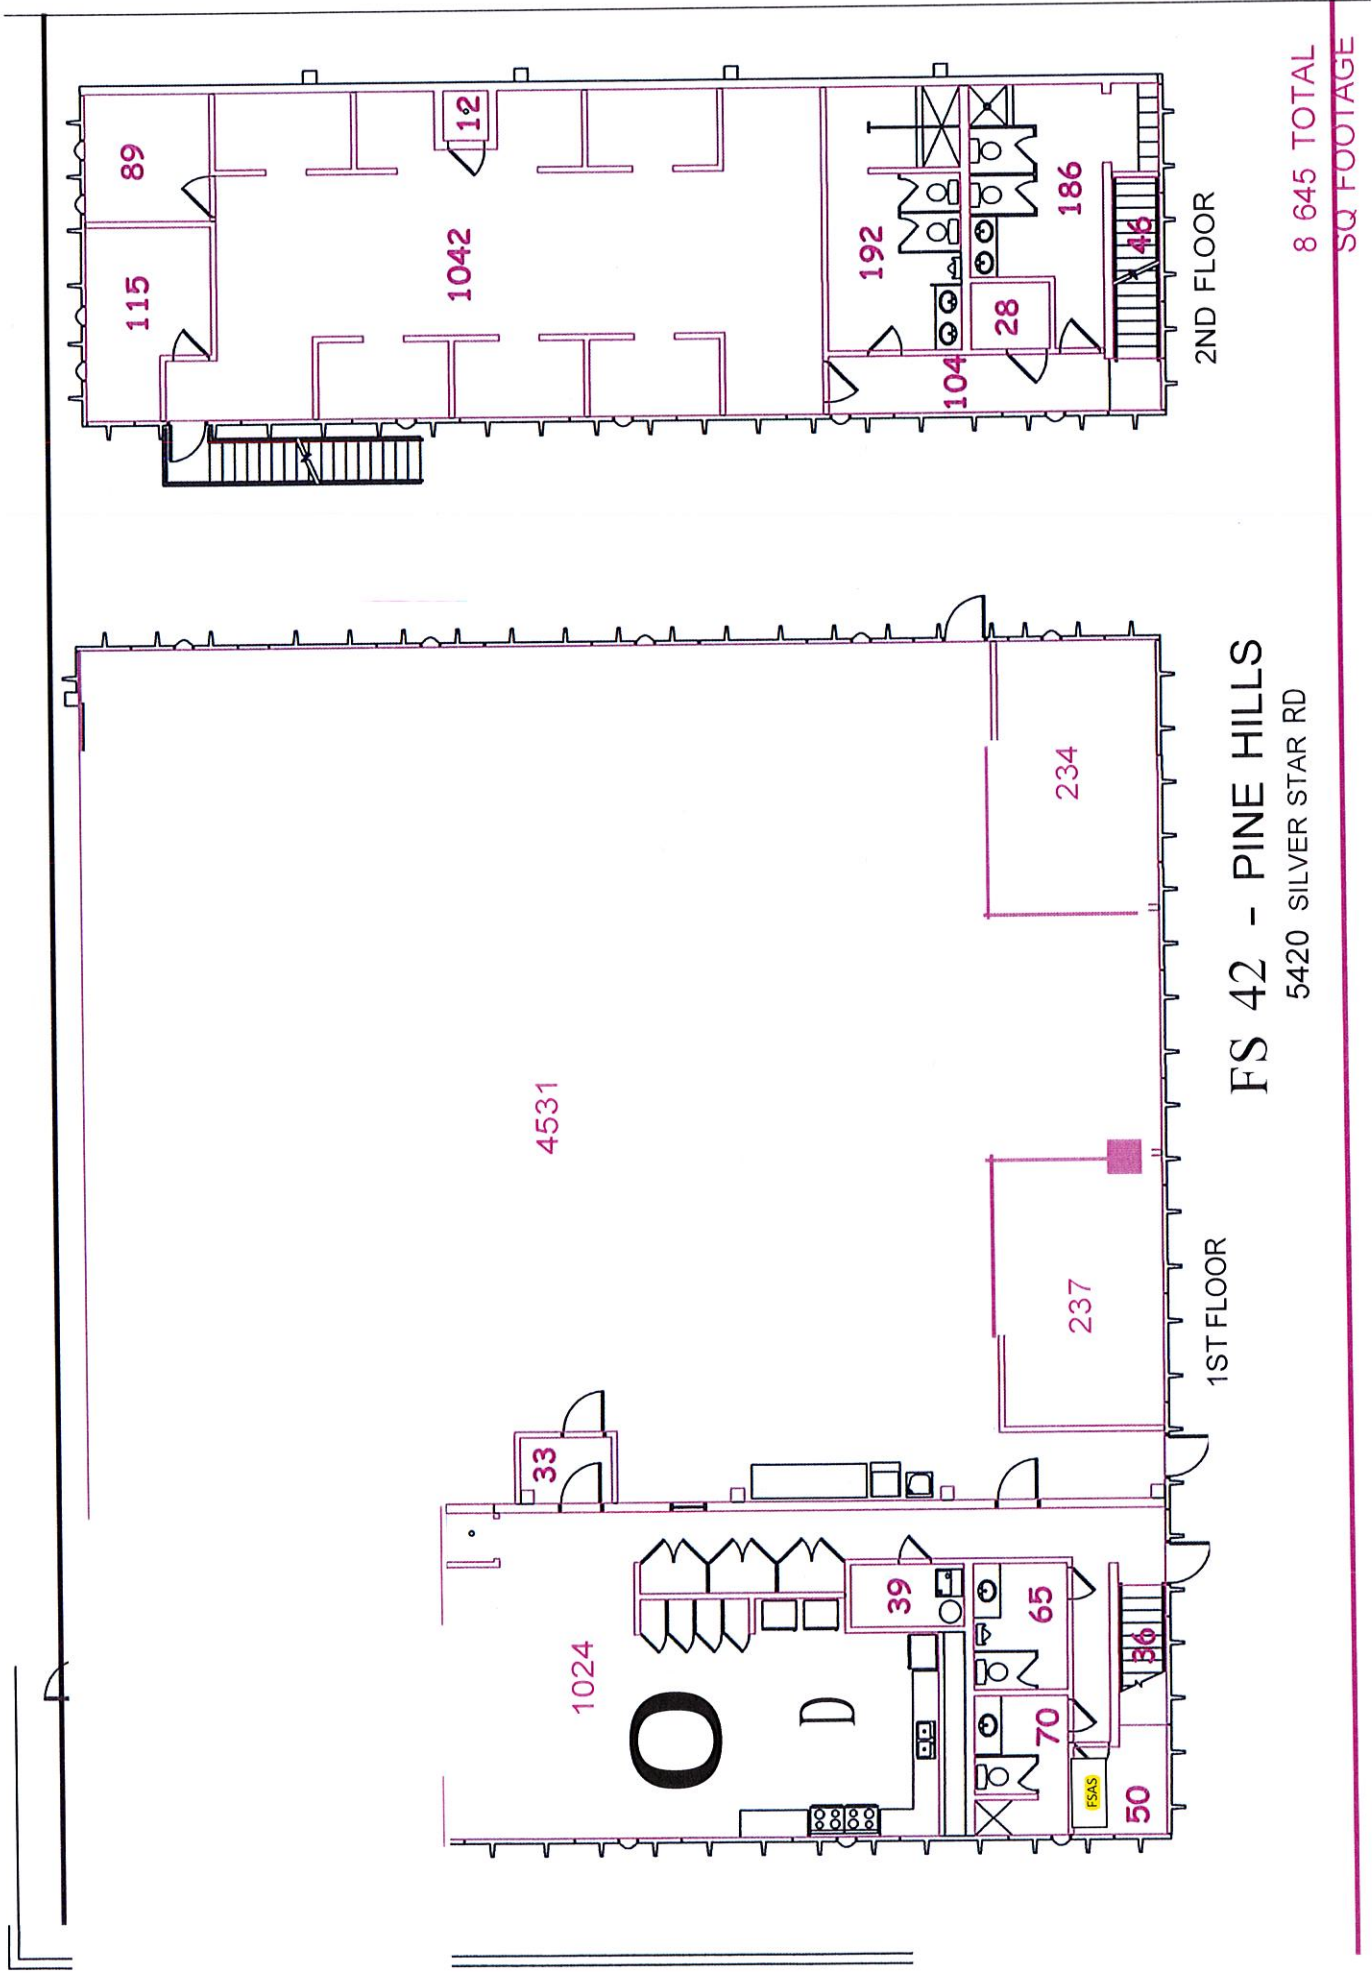 89
12
115
1042
192
186
28
46
104
2ND FLOOR
8 645 TOTAL
SQ FOOTAGE
4531
234
237
33
1024
39
65
36
70
50
FSAS
O
D
1ST FLOOR
FS 42 - PINE HILLS
5420 SILVER STAR RD